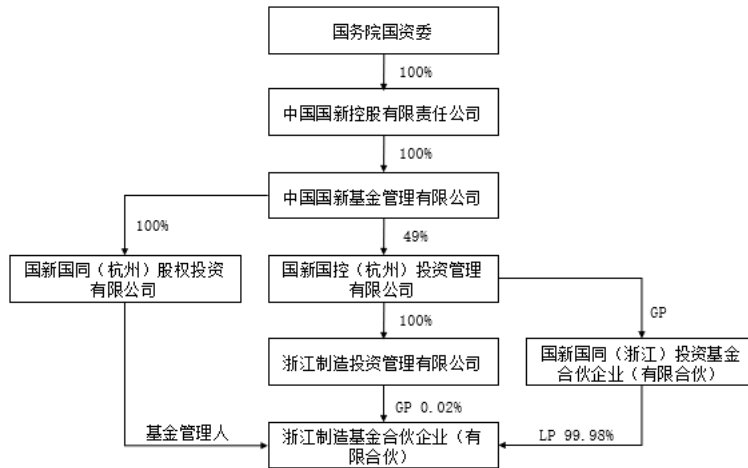 国务院国资委
100%
中国国新控股有限责任公司
100%
中国国新基金管理有限公司
100%
49%
国新国同（杭州）股权投资
有限公司
国新国控（杭州）投资管理
有限公司
GP
100%
浙江制造投资管理有限公司
国新国同（浙江）投资基金
合伙企业（有限合伙）
GP 0.02%
基金管理人
浙江制造基金合伙企业（有
限合伙）
LP 99.98%